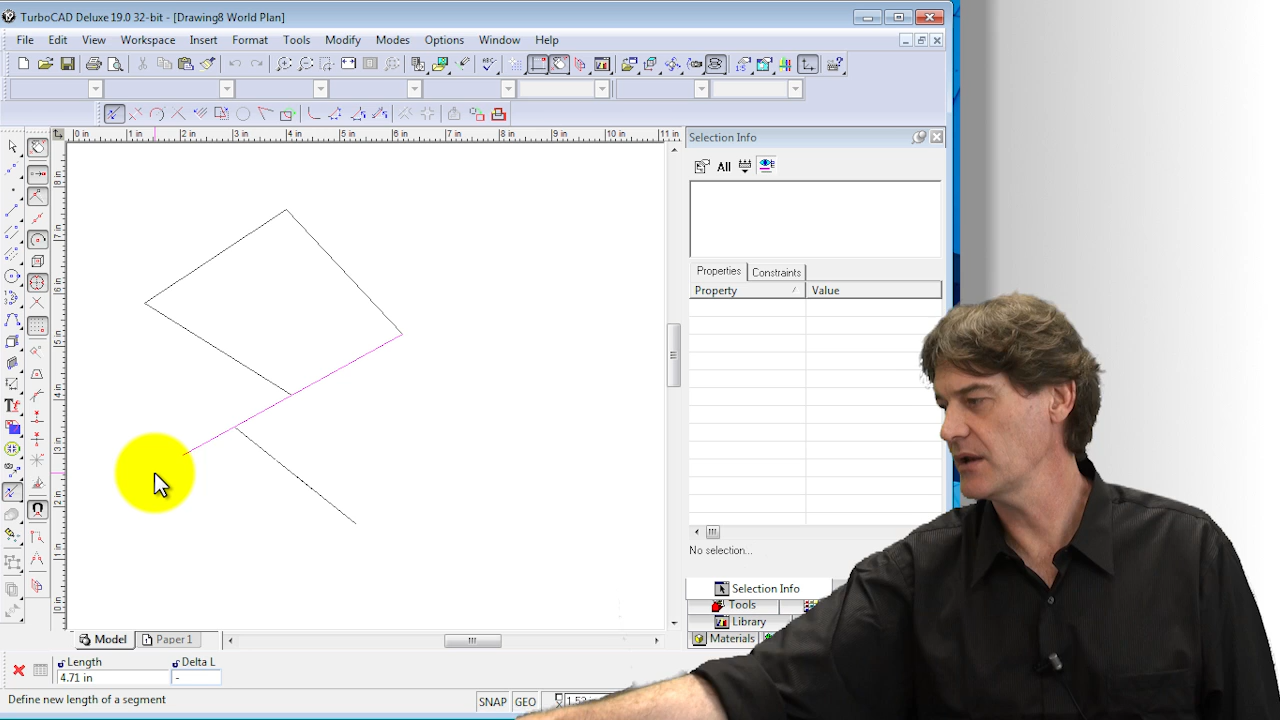 TurboCAD Deluxe 19.0 32-bit - [Drawing8 World Plan]
File Edit View Workspace Insert Format Tools Modify Modes Options Window Help
0 in 1 in 2 in 3 in 4 in 5 in 6 in 7 in 8 in 9 in 10 in 11 in
Selection Info
All
Properties Constraints
Property / Value
No selection...
Selection Info
Tools
Library
Materials
Model Paper 1
Length Delta L
4.71 in -
Define new length of a segment
SNAP GEO